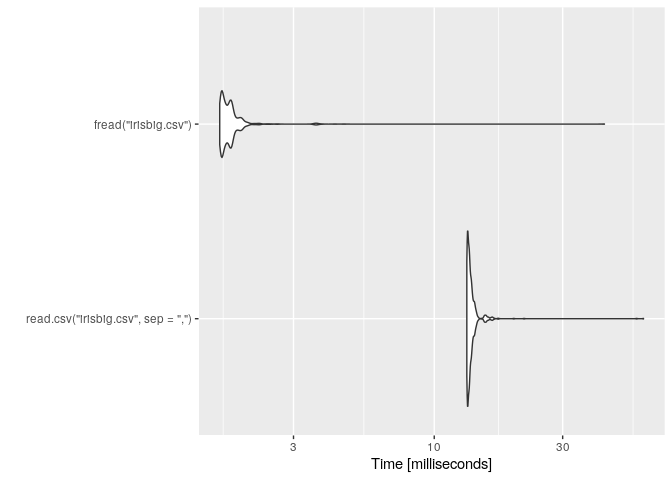 fread("irisbig.csv")
read.csv("irisbig.csv", sep = ",")
3
10
30
Time [milliseconds]